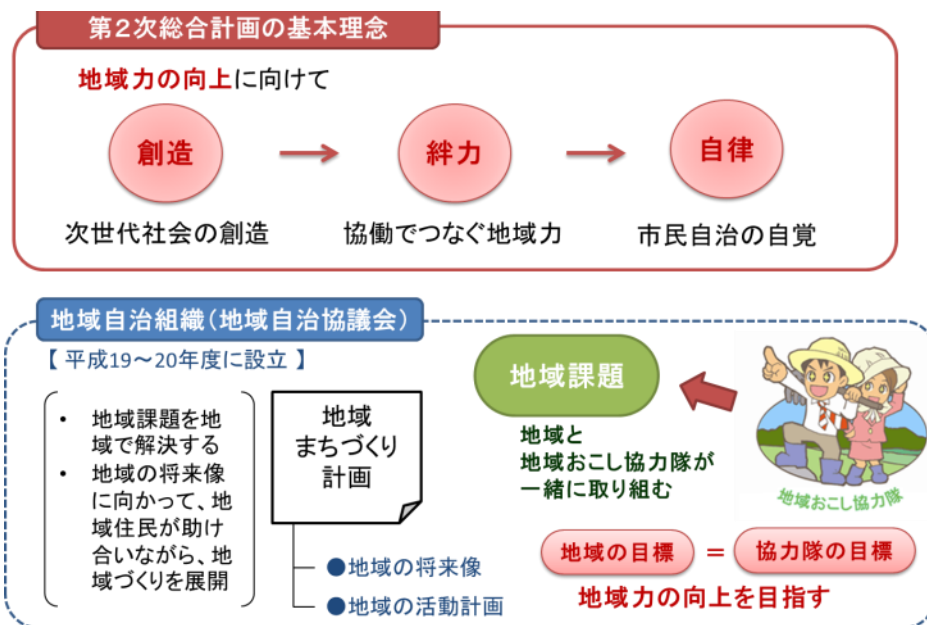 第2次総合計画の基本理念
地域力の向上に向けて
創造
絆力
自律
次世代社会の創造
協働でつなぐ地域力
市民自治の自覚
地域自治組織(地域自治協議会)
【 平成19～20年度に設立 】
• 地域課題を地
域で解決する
• 地域の将来像
に向かって、地
域住民が助け
合いながら、地
域づくりを展開
地域
まちづくり
計画
●地域の将来像
●地域の活動計画
地域課題
地域と
地域おこし協力隊が
一緒に取り組む
地域おこし協力隊
地域の目標 = 協力隊の目標
地域力の向上を目指す